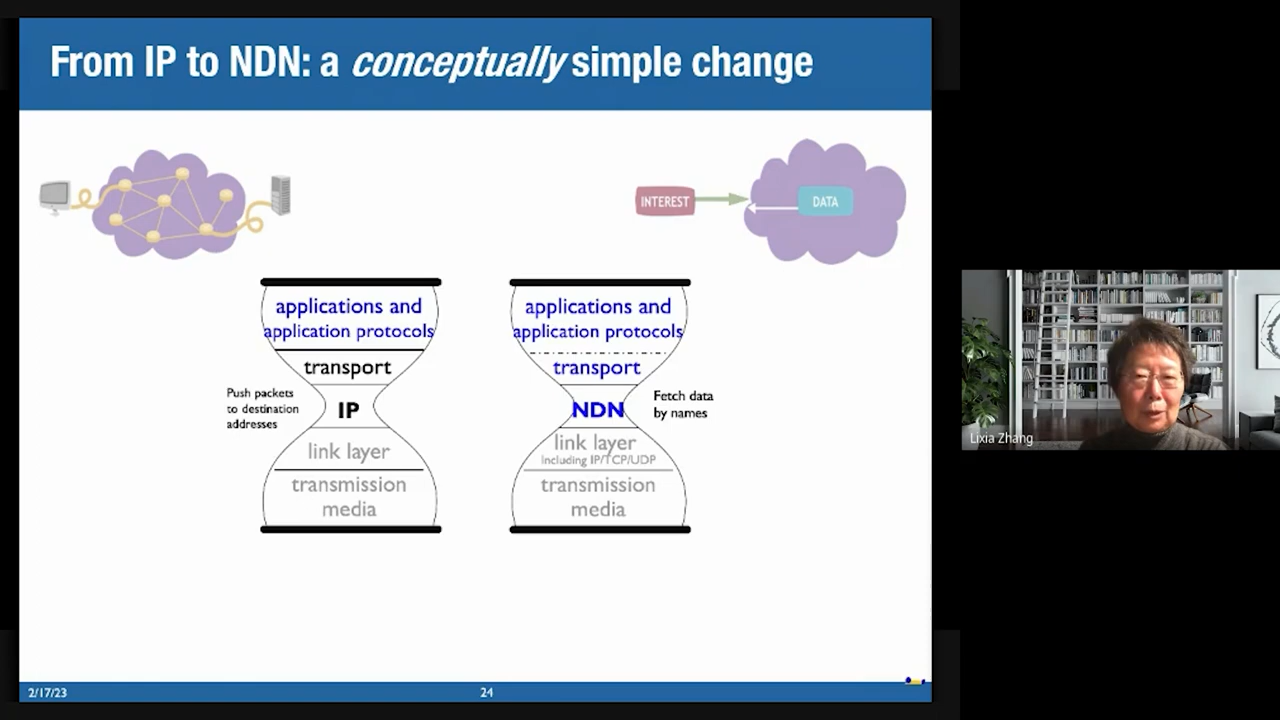 From IP to NDN: a conceptually simple change
INTEREST
DATA
applications and
application protocols
transport
Push packets
to destination
addresses
IP
link layer
transmission
media
applications and
application protocols
transport
NDN
Fetch data
by names
link layer
Including IP/TCP/UDP
transmission
media
Lixia Zhang
2/17/23
24